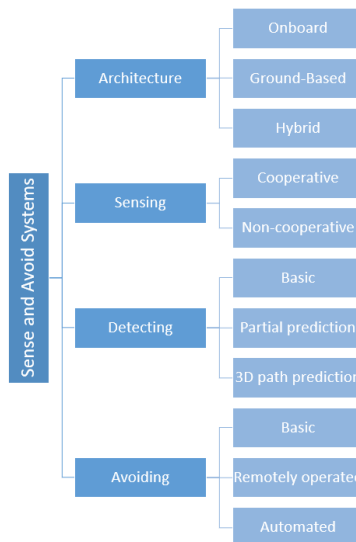 Sense and Avoid Systems
Architecture
Onboard
Ground-Based
Hybrid
Sensing
Cooperative
Non-cooperative
Detecting
Basic
Partial prediction
3D path prediction
Avoiding
Basic
Remotely operated
Automated